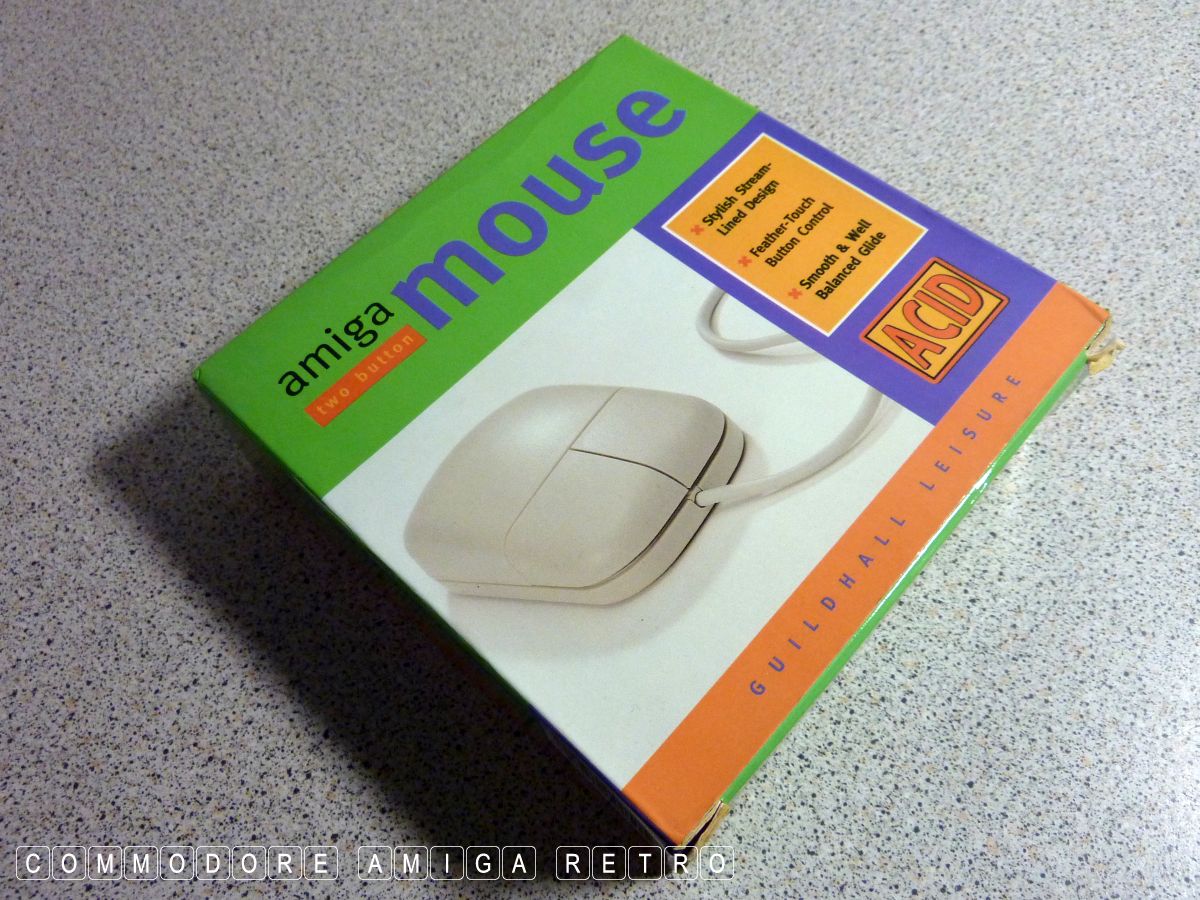 amiga
two button
mouse
✖ Stylish Stream-
Lined Design
✖ Feather-Touch
Button Control
✖ Smooth & Well
Balanced Glide
ACID
GUILDHALL LEISURE
COMMODORE AMIGA RETRO